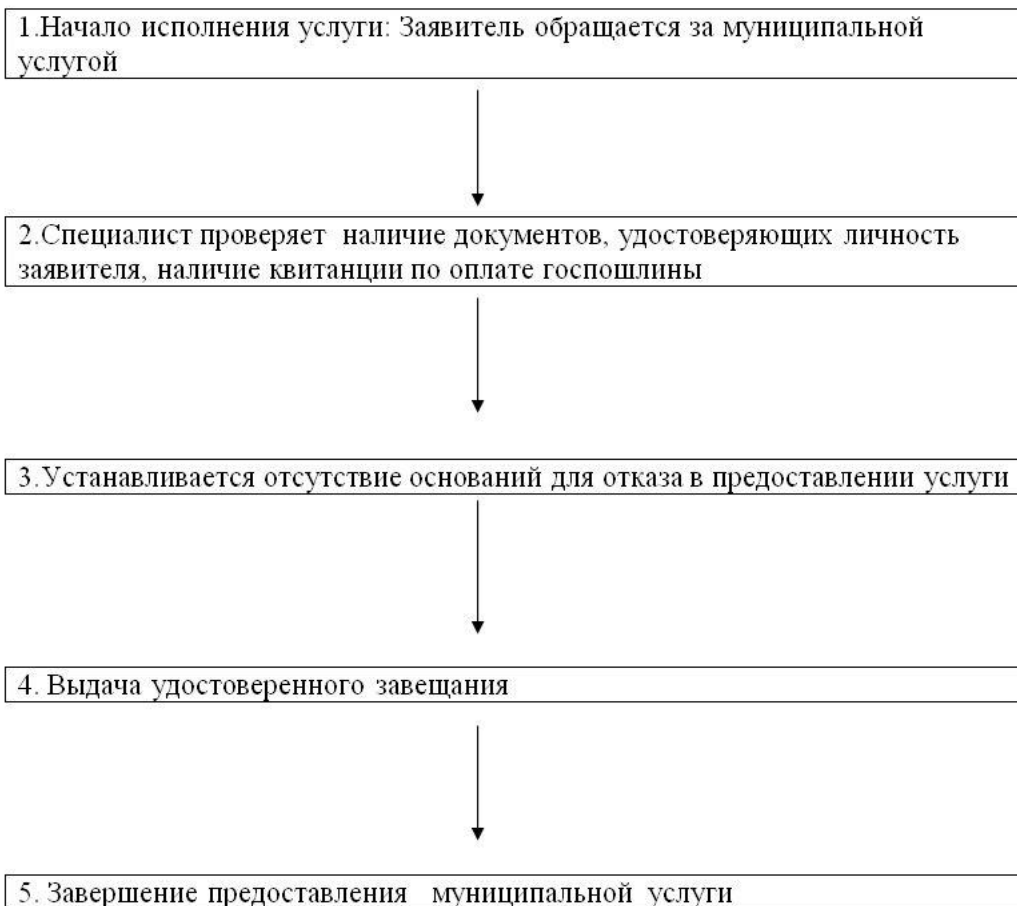 1.Начало исполнения услуги: Заявитель обращается за муниципальной
услугой
2.Специалист проверяет наличие документов, удостоверяющих личность
заявителя, наличие квитанции по оплате госпошлины
3.Устанавливается отсутствие оснований для отказа в предоставлении услуги
4. Выдача удостоверенного завещания
5. Завершение предоставления муниципальной услуги